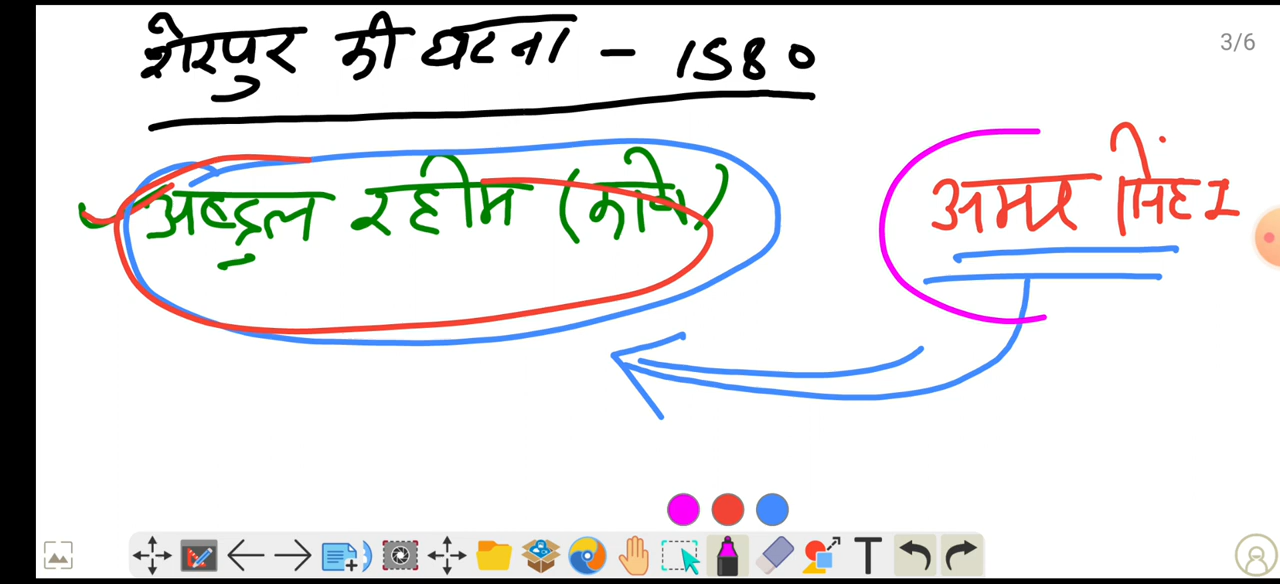 शेरपुर की घटना - 1580
3/6
अब्दुल रहीम (कवि)
अमर सिंह I
T